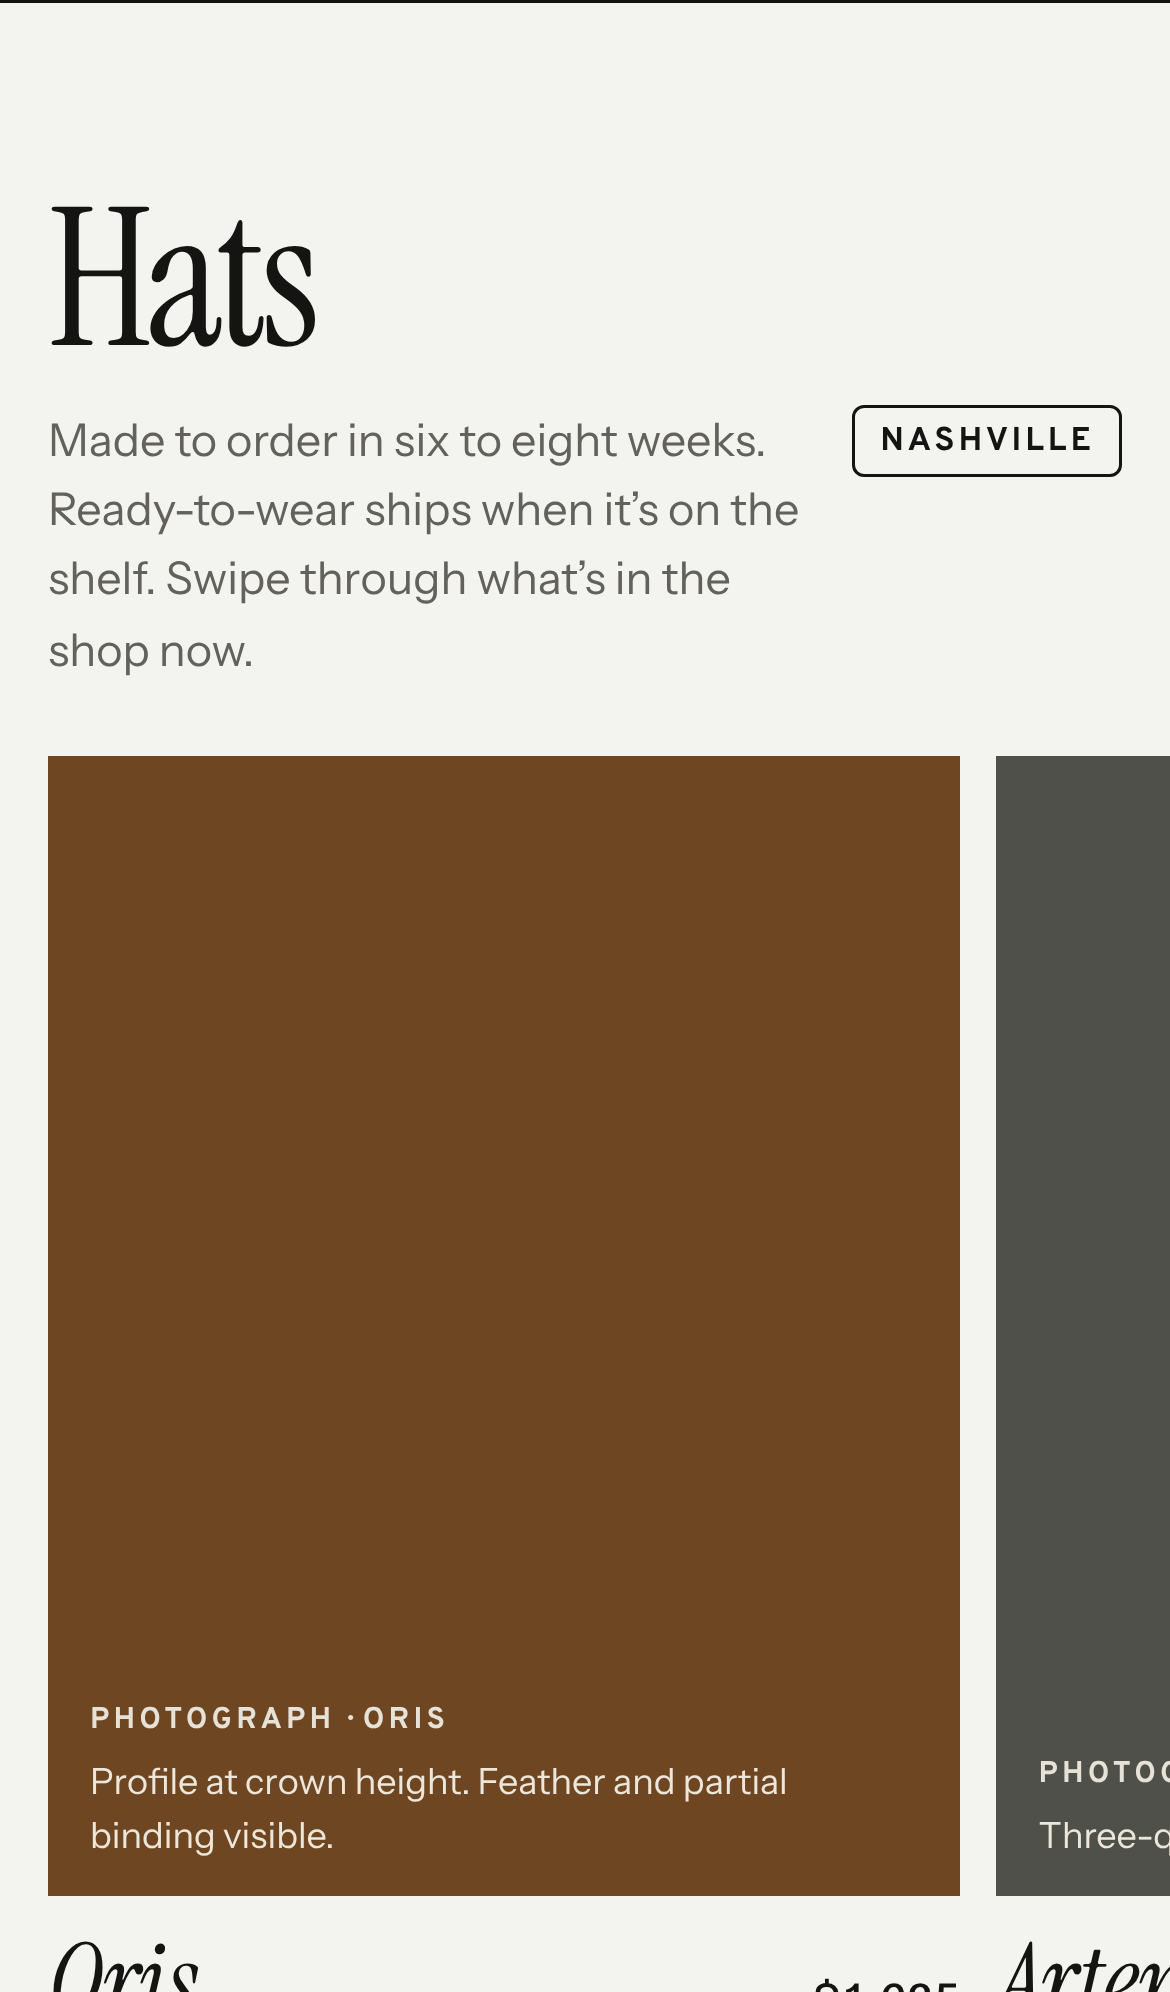 Hats
Made to order in six to eight weeks.
Ready-to-wear ships when it’s on the
shelf. Swipe through what’s in the
shop now.
NASHVILLE
PHOTOGRAPH · ORIS
Profile at crown height. Feather and partial
binding visible.
Oris